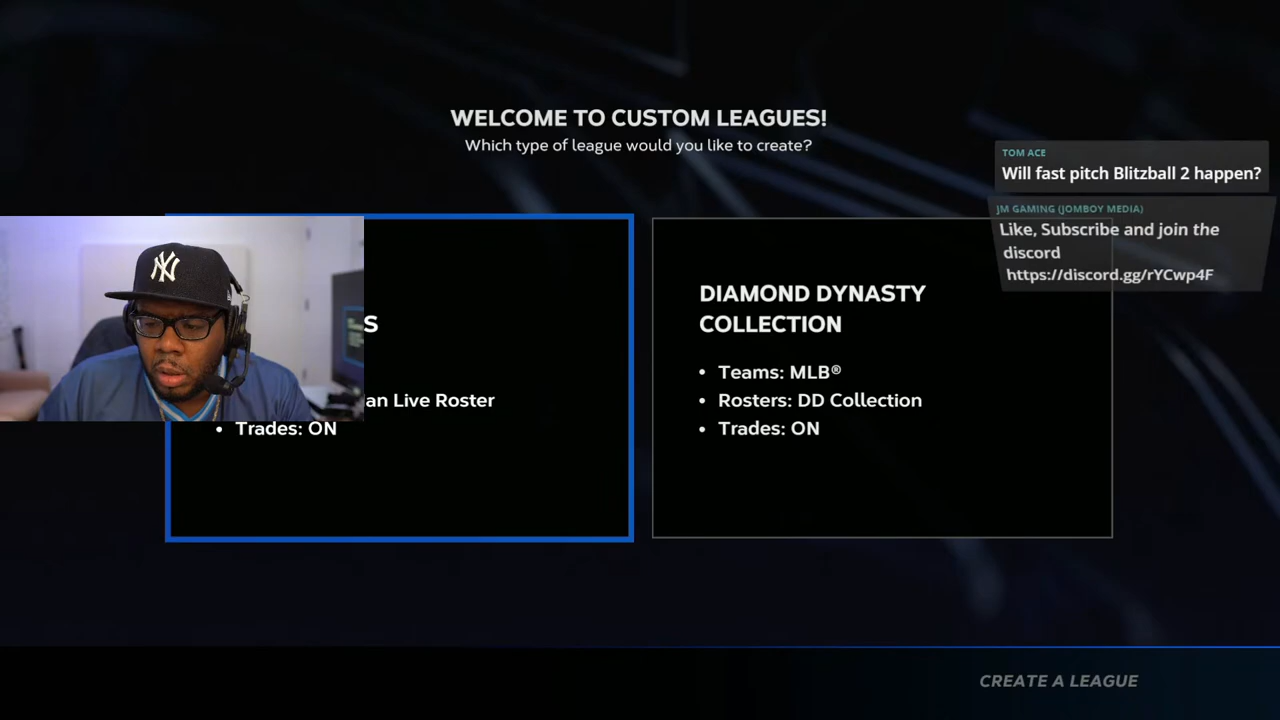 WELCOME TO CUSTOM LEAGUES!
Which type of league would you like to create?
TOM ACE
Will fast pitch Blitzball 2 happen?
JM GAMING (JOMBOY MEDIA)
Like, Subscribe and join the
discord
https://discord.gg/rYCwp4F
S
an Live Roster
• Trades: ON
DIAMOND DYNASTY
COLLECTION
• Teams: MLB®
• Rosters: DD Collection
• Trades: ON
NY
CREATE A LEAGUE